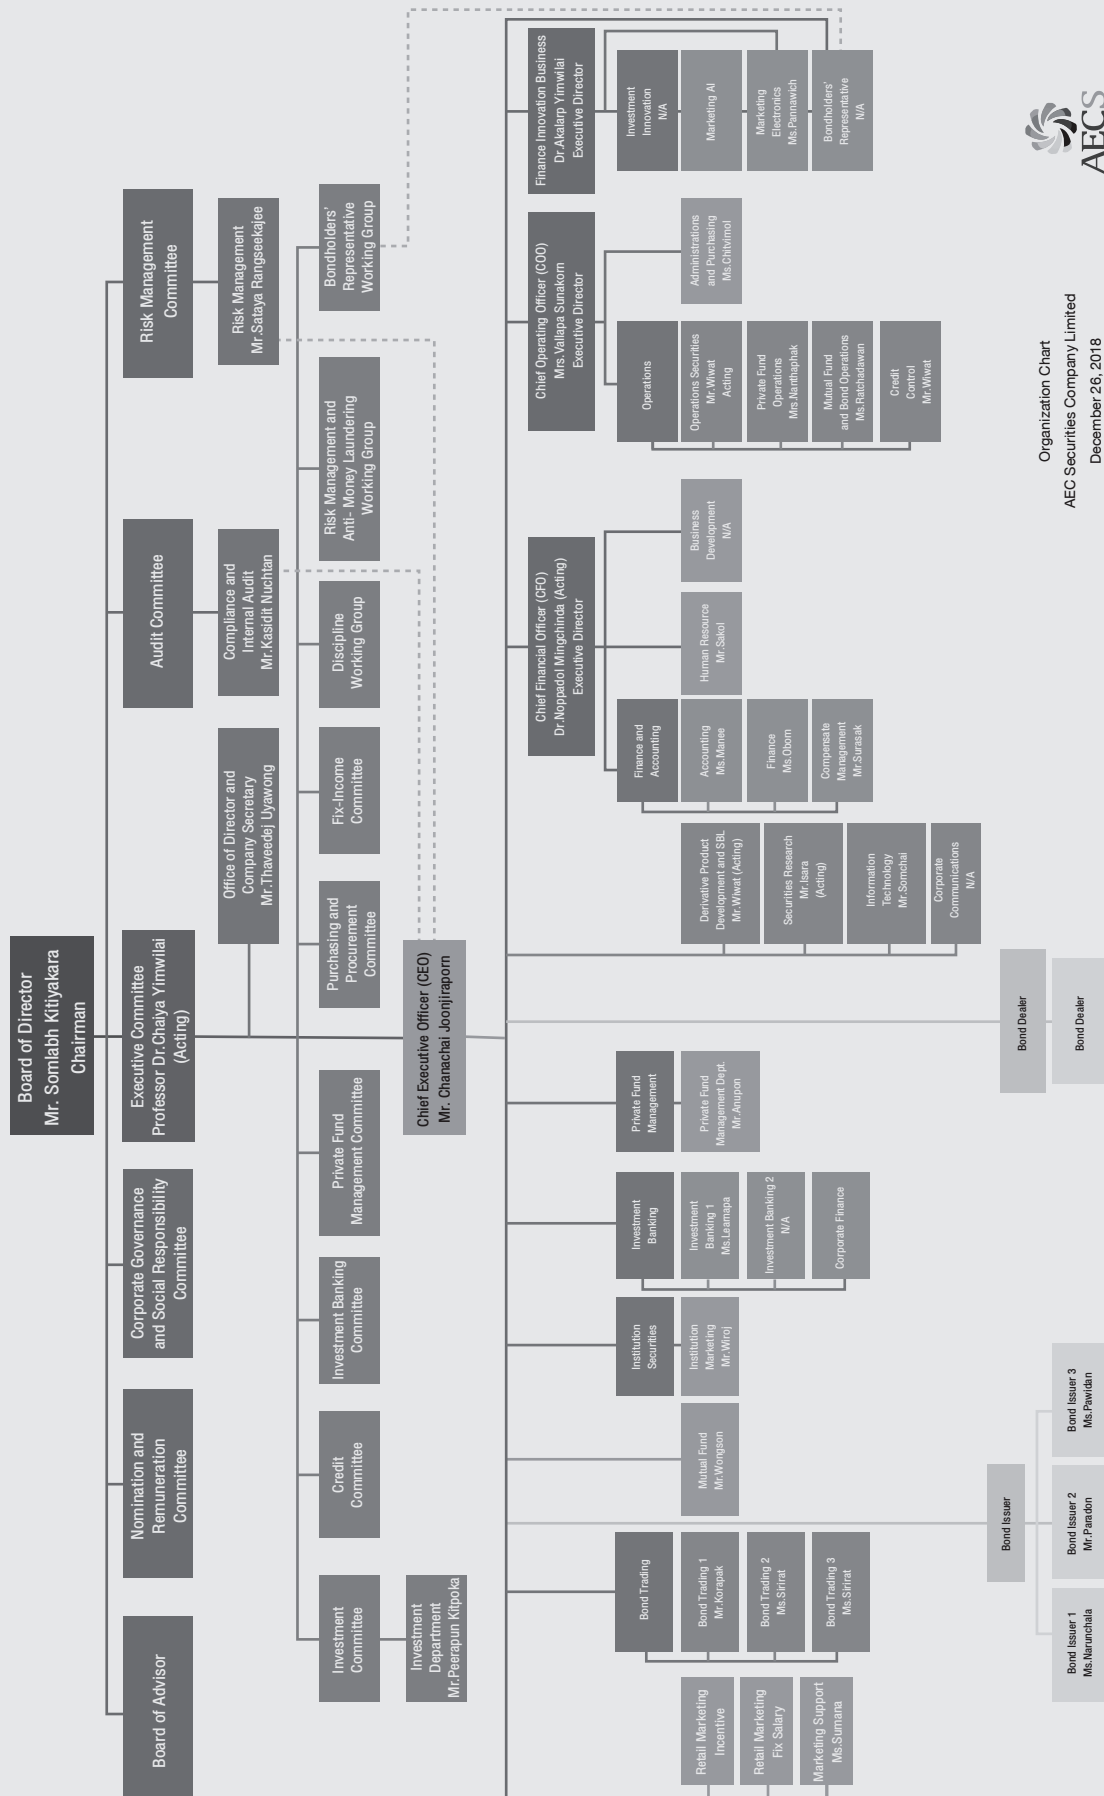 Board of Director
Mr. Somlabh Kitiyakara
Chairman
Board of Advisor
Nomination and
Remuneration
Committee
Corporate Governance
and Social Responsibility
Committee
Executive Committee
Professor Dr.Chaiya Yimwilai
(Acting)
Audit Committee
Risk Management
Committee
Office of Director and
Company Secretary
Mr.Thaveedej Uyawong
Compliance and
Internal Audit
Mr.Kasidit Nuchtan
Risk Management
Mr.Sataya Rangseekajee
Investment
Committee
Credit
Committee
Investment Banking
Committee
Private Fund
Management Committee
Purchasing and
Procurement
Committee
Fix-Income
Committee
Discipline
Working Group
Risk Management and
Anti- Money Laundering
Working Group
Bondholders'
Representative
Working Group
Investment
Department
Mr.Peerapun Kitpoka
Chief Executive Officer (CEO)
Mr. Chanachai Joonjiraporn
Chief Financial Officer (CFO)
Dr.Noppadol Mingchinda (Acting)
Executive Director
Chief Operating Officer (COO)
Mrs.Vallapa Sunakorn
Executive Director
Finance Innovation Business
Dr.Akalarp Yimwilai
Executive Director
Retail Marketing
Incentive
Retail Marketing
Fix Salary
Marketing Support
Ms.Sumana
Bond Trading
Bond Trading 1
Mr.Korapak
Bond Trading 2
Ms.Sirirat
Bond Trading 3
Ms.Sirirat
Mutual Fund
Mr.Wongson
Institution
Securities
Institution
Marketing
Mr.Wiroj
Investment
Banking
Investment
Banking 1
Ms.Learnapa
Investment Banking 2
N/A
Corporate Finance
Private Fund
Management
Private Fund
Management Dept.
Mr.Anupon
Derivative Product
Development and SBL
Mr.Wiwat (Acting)
Securities Research
Mr.Isara
(Acting)
Information
Technology
Mr.Somchai
Corporate
Communications
N/A
Finance and
Accounting
Accounting
Ms.Manee
Finance
Ms.Obom
Compensate
Management
Mr.Surasak
Human Resource
Mr.Sakol
Business
Development
N/A
Operations
Operations Securities
Mr.Wiwat
Acting
Private Fund
Operations
Mrs.Nanthaphak
Mutual Fund
and Bond Operations
Ms.Ratchadawan
Credit
Control
Mr.Wiwat
Administrations
and Purchasing
Ms.Chitvimol
Investment
Innovation
N/A
Marketing AI
Marketing
Electronics
Ms.Pannawich
Bondholders'
Representative
N/A
Bond Issuer
Bond Issuer 1
Ms.Narunchala
Bond Issuer 2
Mr.Paradon
Bond Issuer 3
Ms.Pawidan
Bond Dealer
Bond Dealer
Organization Chart
AEC Securities Company Limited
December 26, 2018
AECS